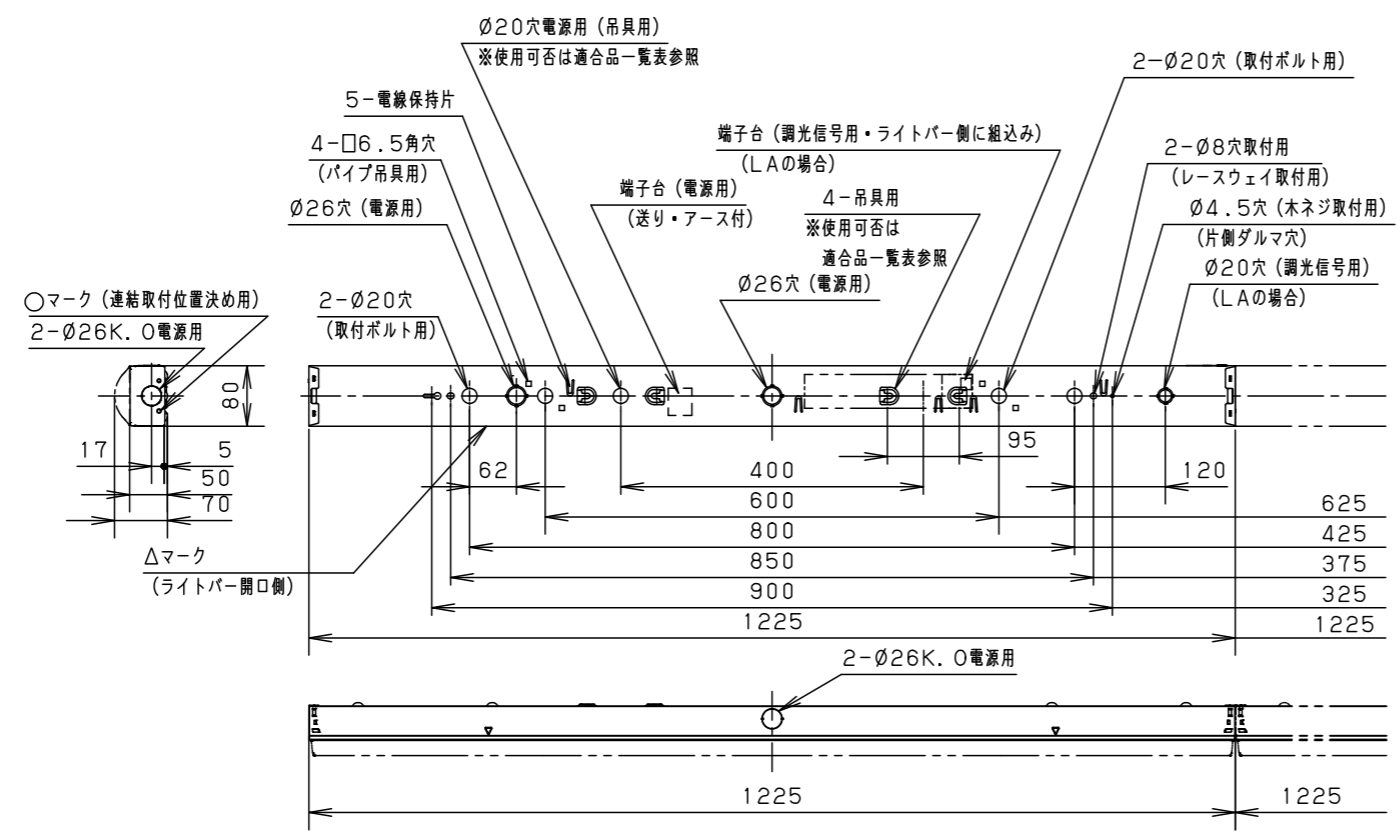 Ø20穴電源用（吊具用）
※使用可否は適合品一覧表参照
2-Ø20穴（取付ボルト用）
5-電線保持片
4-□6.5角穴
（パイプ吊具用）
端子台（調光信号用・ライトバー側に組込み）
（LAの場合）
2-Ø8穴取付用
（レースウェイ取付用）
端子台（電源用）
（送り・アース付）
4-吊具用
※使用可否は
適合品一覧表参照
Ø26穴（電源用）
Ø4.5穴（木ネジ取付用）
（片側ダルマ穴）
Ø26穴（電源用）
Ø20穴（調光信号用）
（LAの場合）
○マーク（連結取付位置決め用）
2-Ø26K.O電源用
2-Ø20穴
（取付ボルト用）
80
17
5
50
70
62
400
95
120
600
625
800
425
850
375
900
325
1225
1225
△マーク
（ライトバー開口側）
2-Ø26K.O電源用
1225
1225